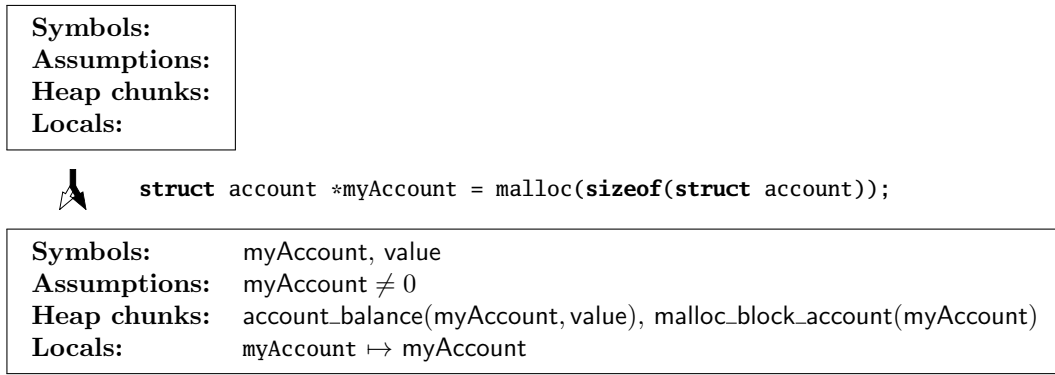 Symbols:
Assumptions:
Heap chunks:
Locals:
struct account *myAccount = malloc(sizeof(struct account));
Symbols: myAccount, value
Assumptions: myAccount ≠ 0
Heap chunks: account_balance(myAccount, value), malloc_block_account(myAccount)
Locals: myAccount ↦ myAccount